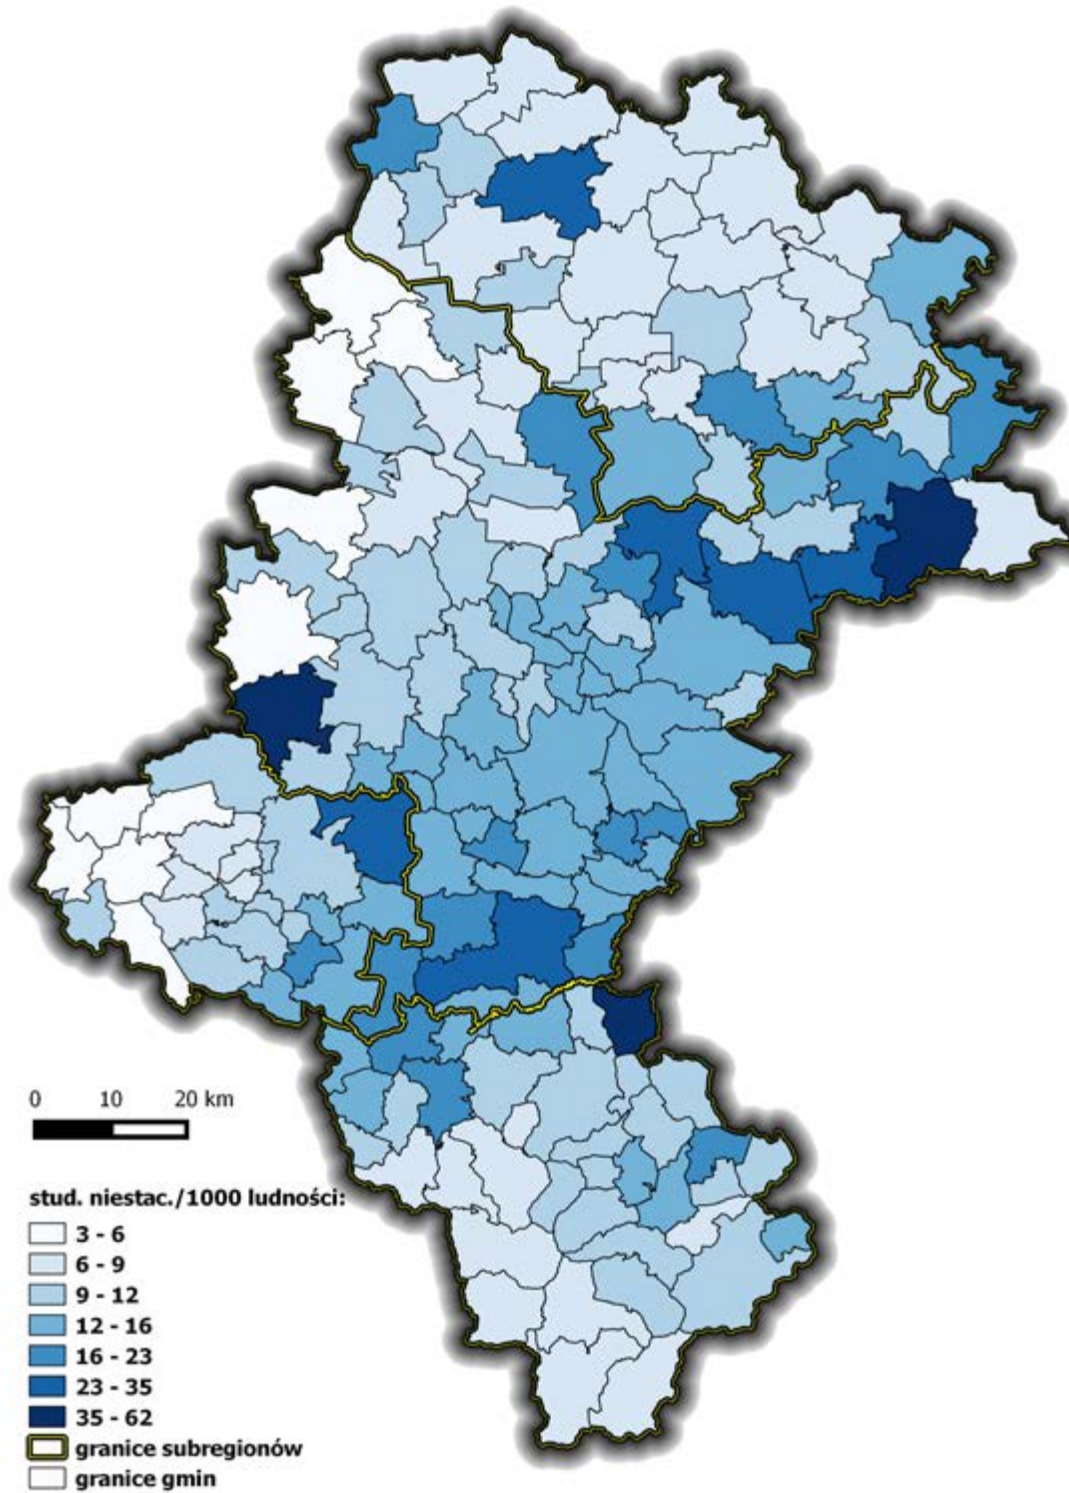 0 10 20 km
stud. niestac./1000 ludności:
3 - 6
6 - 9
9 - 12
12 - 16
16 - 23
23 - 35
35 - 62
granice subregionów
granice gmin